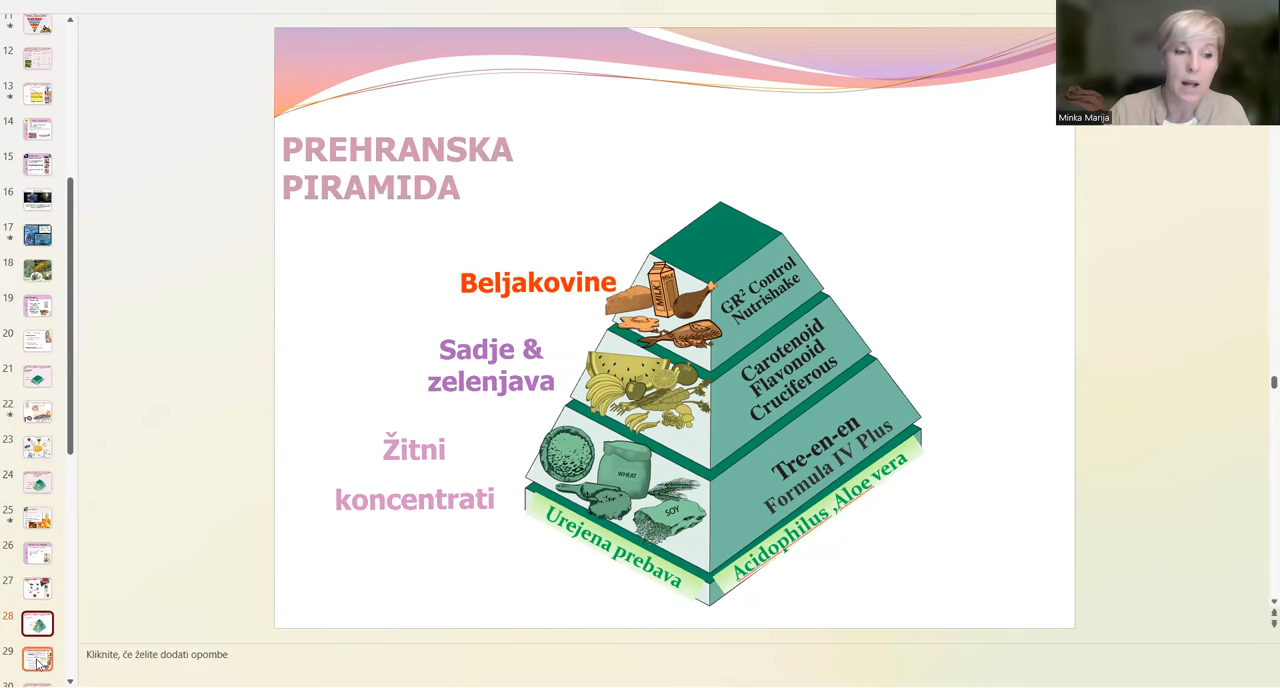 11
12
13
14
15
16
17
18
19
20
21
22
23
24
25
26
27
28
29
30
PREHRANSKA
PIRAMIDA
Beljakovine
Sadje &
zelenjava
Žitni
koncentrati
MILK
MILK
WHEAT
SOY
GR² Control
Nutrishake
Carotenoid
Flavonoid
Cruciferous
Tre-en-en
Formula IV Plus
Urejena prebava
Acidophilus ,Aloe vera
Minka Marija
Kliknite, če želite dodati opombe